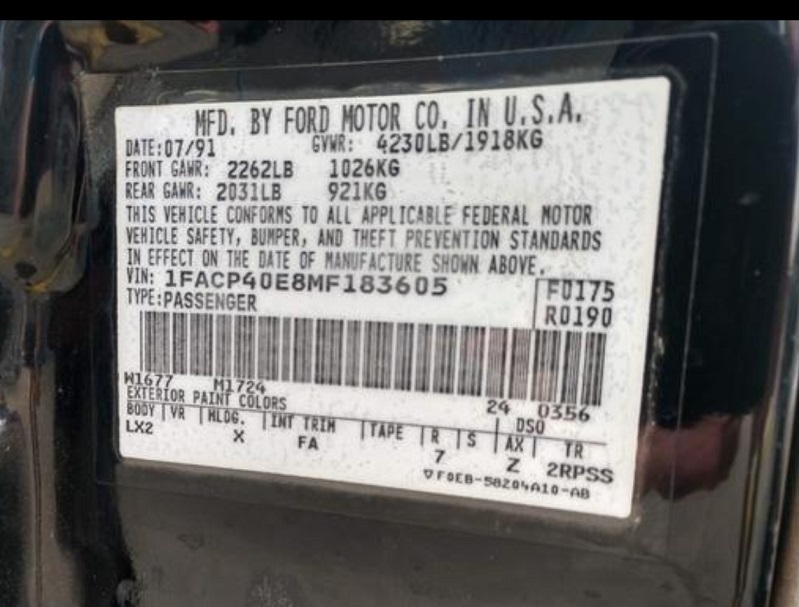 MFD. BY FORD MOTOR CO. IN U.S.A.
DATE: 07/91 GVWR: 4230LB/1918KG
FRONT GAWR: 2262LB 1026KG
REAR GAWR: 2031LB 921KG
THIS VEHICLE CONFORMS TO ALL APPLICABLE FEDERAL MOTOR
VEHICLE SAFETY, BUMPER, AND THEFT PREVENTION STANDARDS
IN EFFECT ON THE DATE OF MANUFACTURE SHOWN ABOVE.
VIN: 1FACP40E8MF183605 F0175
TYPE: PASSENGER R0190
W1677 M1724 24 0356
EXTERIOR PAINT COLORS DSO
BODY VR MLDG. INT TRIM TAPE R S AX TR
LX2 X FA 7 Z 2RPSS
▽F0EB-58204A10-AB